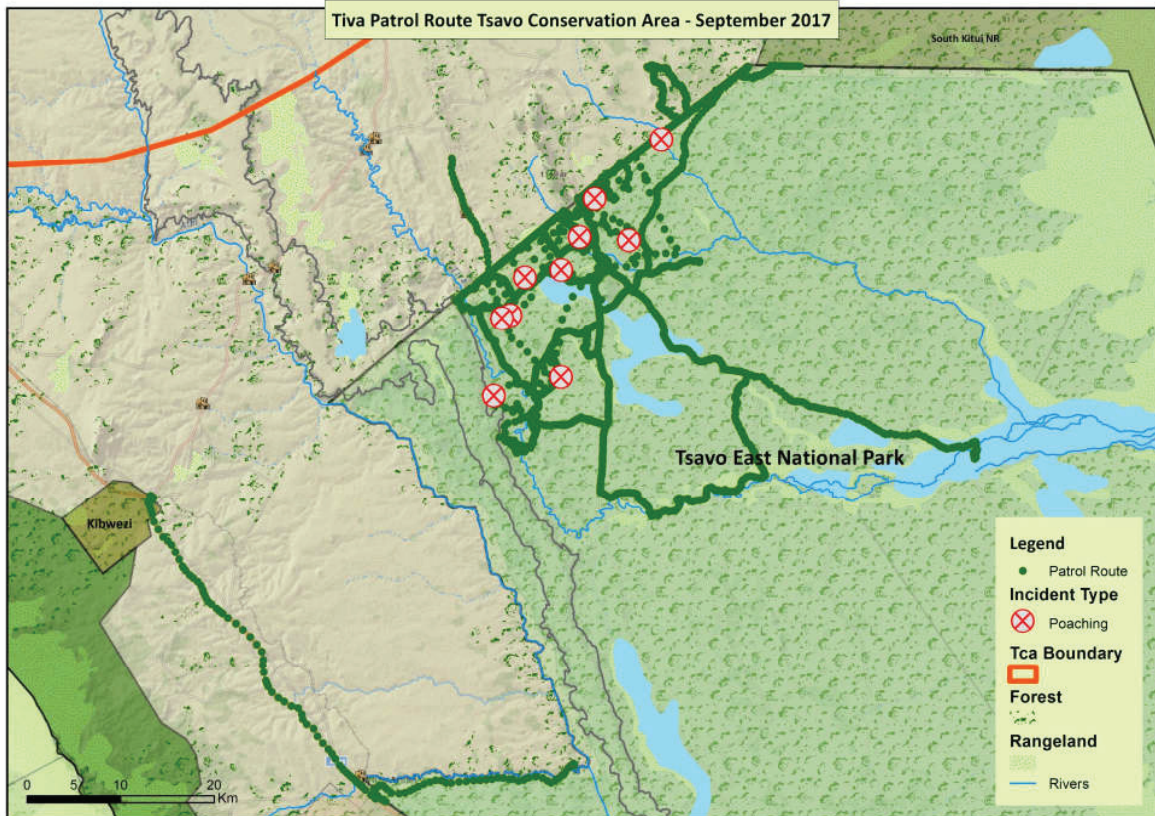 Tiva Patrol Route Tsavo Conservation Area - September 2017
South Kitui NR
Tsavo East National Park
Kibwezi
Legend
Patrol Route
Incident Type
Poaching
Tca Boundary
Forest
Rangeland
Rivers
0 5 10 20
Km